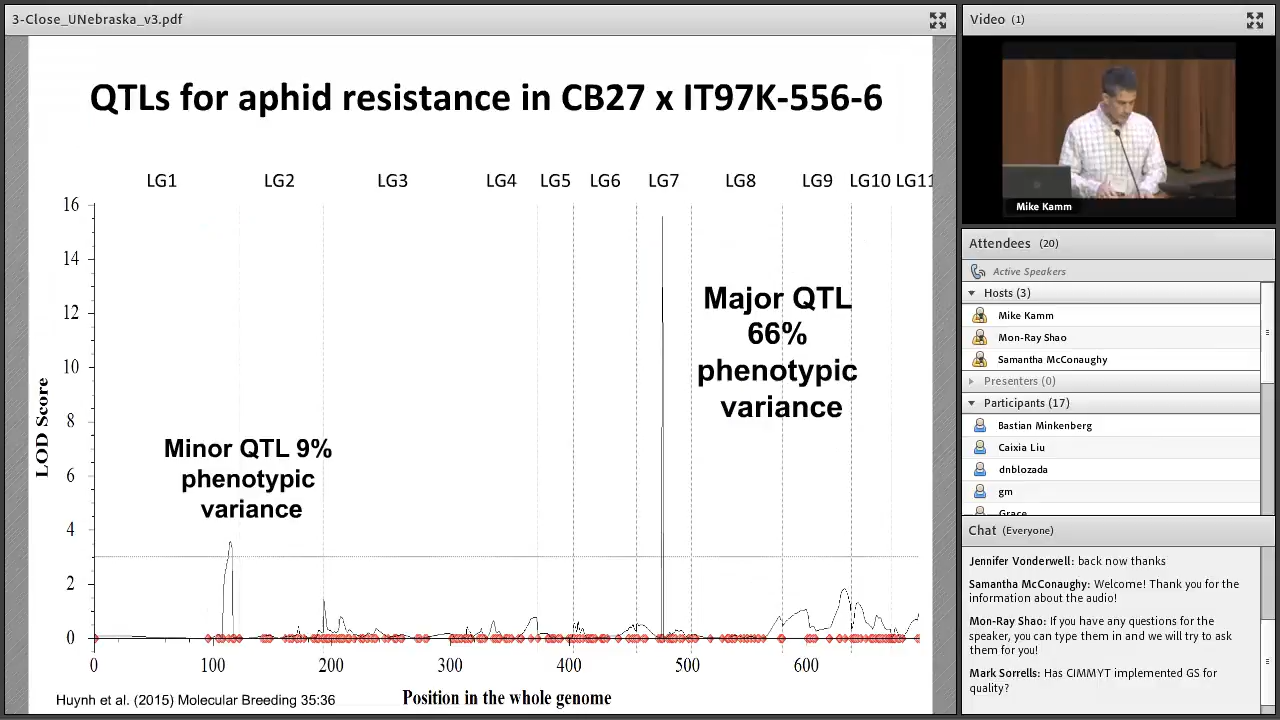 3-Close_UNebraska_v3.pdf
QTLs for aphid resistance in CB27 x IT97K-556-6
LG1 LG2 LG3 LG4 LG5 LG6 LG7 LG8 LG9 LG10 LG11
16
14
12
10
8
6
4
2
0
LOD Score
Minor QTL 9%
phenotypic
variance
Major QTL
66%
phenotypic
variance
0 100 200 300 400 500 600
Position in the whole genome
Huynh et al. (2015) Molecular Breeding 35:36
Video (1)
Mike Kamm
Attendees (20)
Active Speakers
Hosts (3)
Mike Kamm
Mon-Ray Shao
Samantha McConaughy
Presenters (0)
Participants (17)
Bastian Minkenberg
Caixia Liu
dnblozada
gm
Grace
Chat (Everyone)
Jennifer Vonderwell: back now thanks
Samantha McConaughy: Welcome! Thank you for the
information about the audio!
Mon-Ray Shao: If you have any questions for the
speaker, you can type them in and we will try to ask
them for you!
Mark Sorrells: Has CIMMYT implemented GS for
quality?